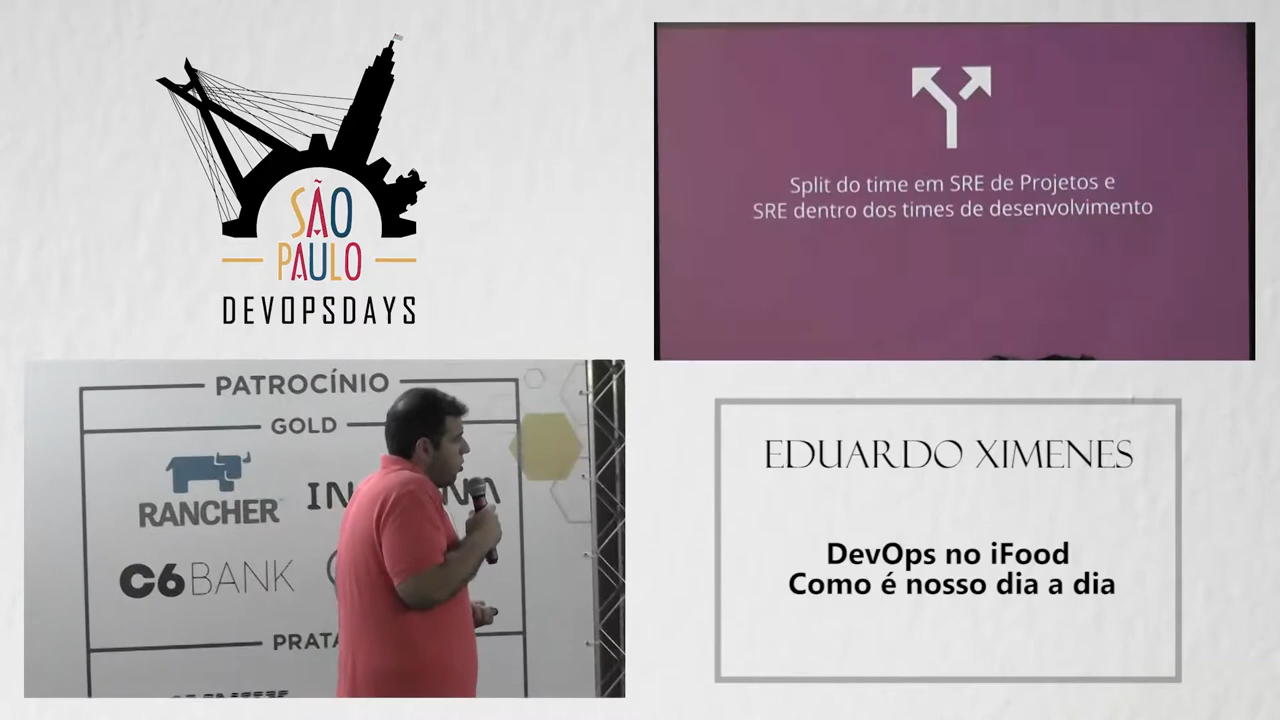 SÃO
PAULO
DEVOPSDAYS
Split do time em SRE de Projetos e
SRE dentro dos times de desenvolvimento
PATROCÍNIO
GOLD
RANCHER
C6 BANK
EDUARDO XIMENES
DevOps no iFood
Como é nosso dia a dia